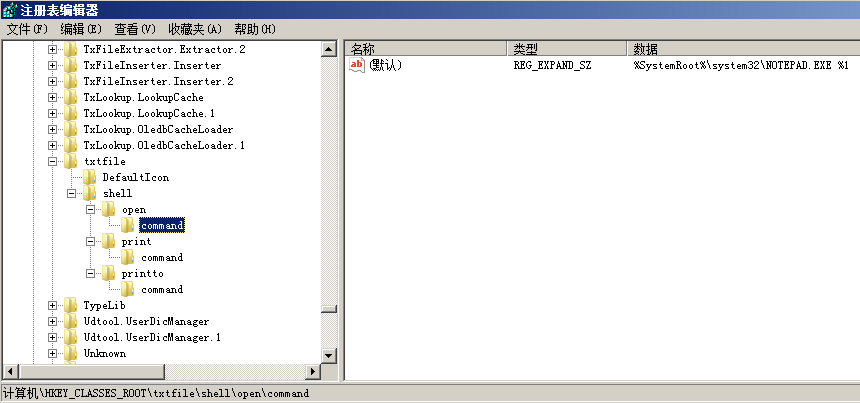 注册表编辑器
文件(F) 编辑(E) 查看(V) 收藏夹(A) 帮助(H)
TxFileExtractor.Extractor.2
TxFileInserter.Inserter
TxFileInserter.Inserter.2
TxLookup.LookupCache
TxLookup.LookupCache.1
TxLookup.OledbCacheLoader
TxLookup.OledbCacheLoader.1
txtfile
DefaultIcon
shell
open
command
print
command
printto
command
TypeLib
Udtool.UserDicManager
Udtool.UserDicManager.1
Unknown
名称 类型 数据
ab (默认) REG_EXPAND_SZ %SystemRoot%\system32\NOTEPAD.EXE %1
计算机\HKEY_CLASSES_ROOT\txtfile\shell\open\command